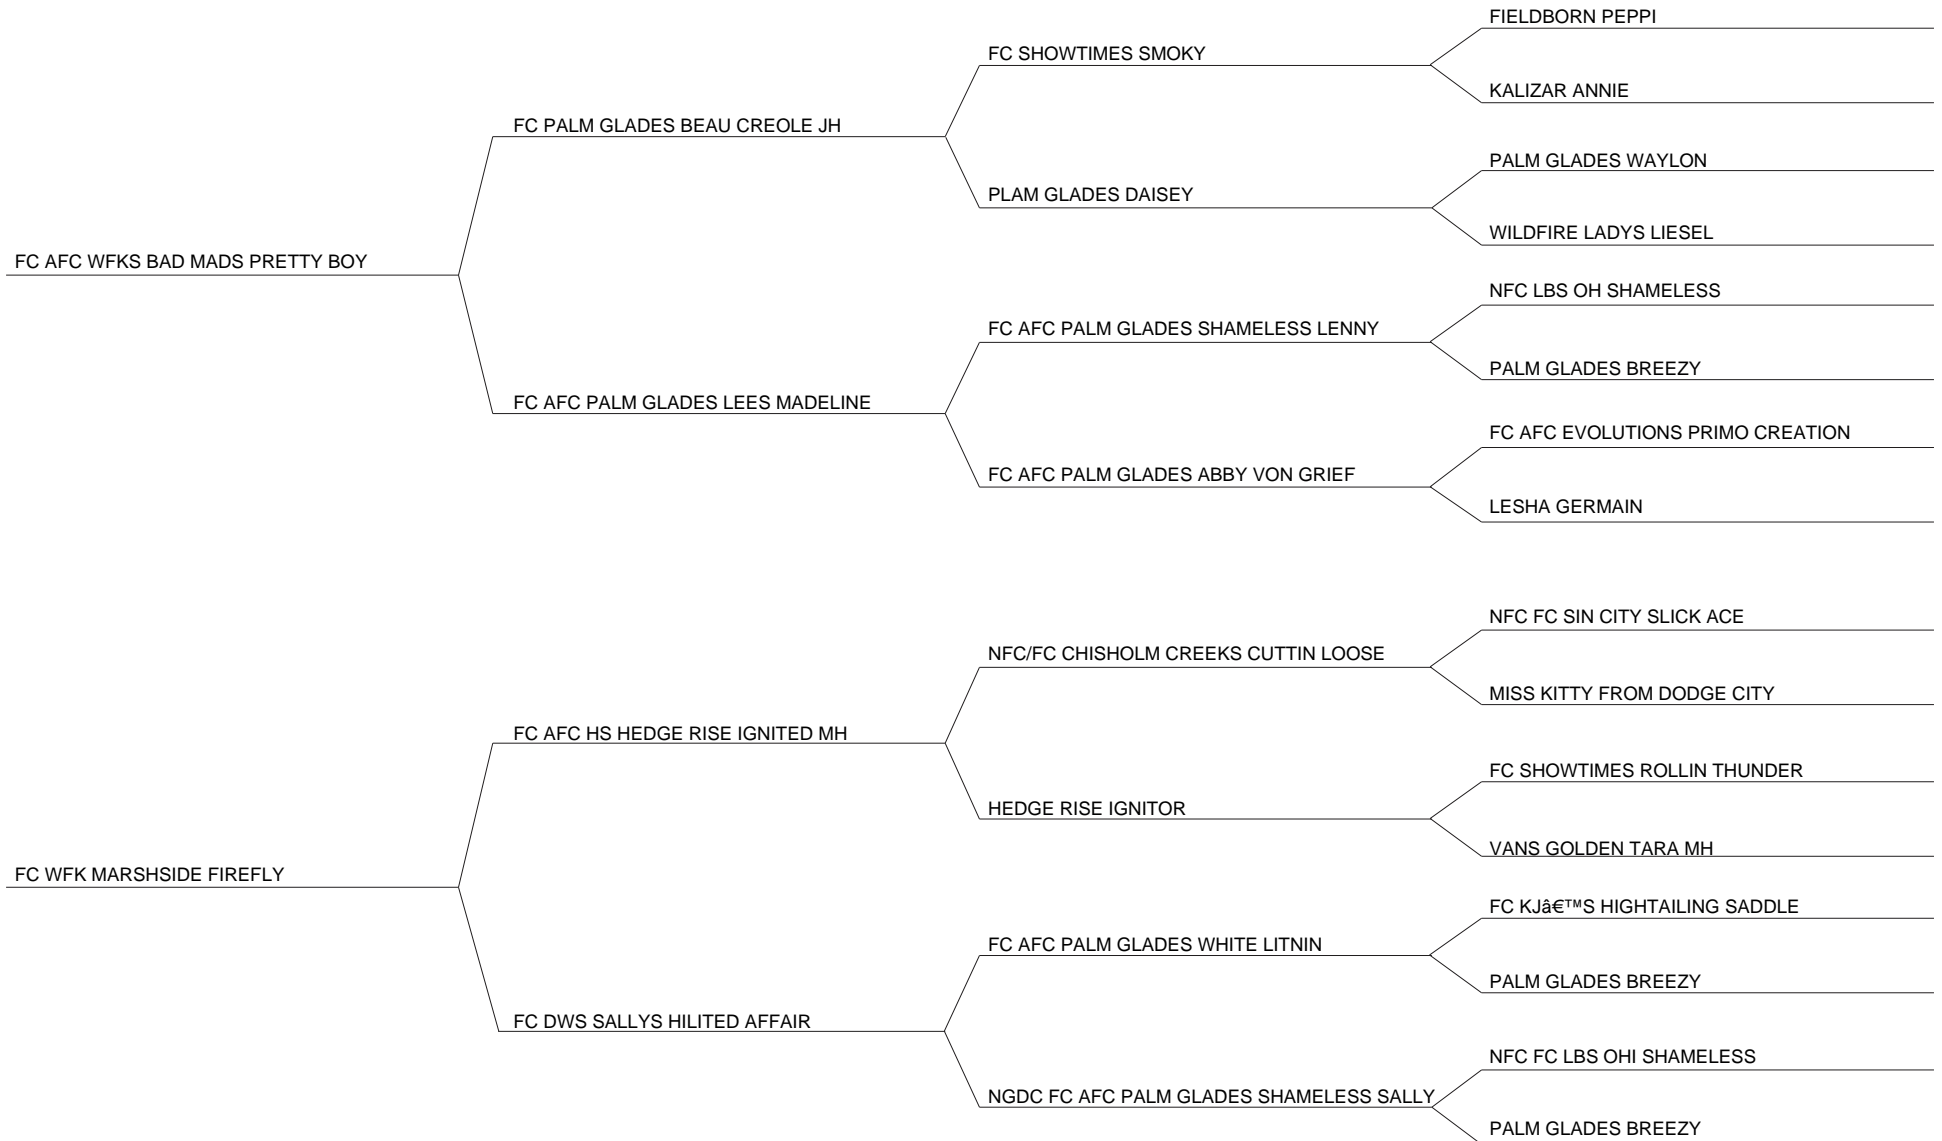 FIELDBORN PEPPI
FC SHOWTIMES SMOKY
KALIZAR ANNIE
FC PALM GLADES BEAU CREOLE JH
PALM GLADES WAYLON
PLAM GLADES DAISEY
WILDFIRE LADYS LIESEL
FC AFC WFKS BAD MADS PRETTY BOY
NFC LBS OH SHAMELESS
FC AFC PALM GLADES SHAMELESS LENNY
PALM GLADES BREEZY
FC AFC PALM GLADES LEES MADELINE
FC AFC EVOLUTIONS PRIMO CREATION
FC AFC PALM GLADES ABBY VON GRIEF
LESHA GERMAIN
NFC FC SIN CITY SLICK ACE
NFC/FC CHISHOLM CREEKS CUTTIN LOOSE
MISS KITTY FROM DODGE CITY
FC AFC HS HEDGE RISE IGNITED MH
FC SHOWTIMES ROLLIN THUNDER
HEDGE RISE IGNITOR
VANS GOLDEN TARA MH
FC WFK MARSHSIDE FIREFLY
FC KJâ€™S HIGHTAILING SADDLE
FC AFC PALM GLADES WHITE LITNIN
PALM GLADES BREEZY
FC DWS SALLYS HILITED AFFAIR
NFC FC LBS OHI SHAMELESS
NGDC FC AFC PALM GLADES SHAMELESS SALLY
PALM GLADES BREEZY